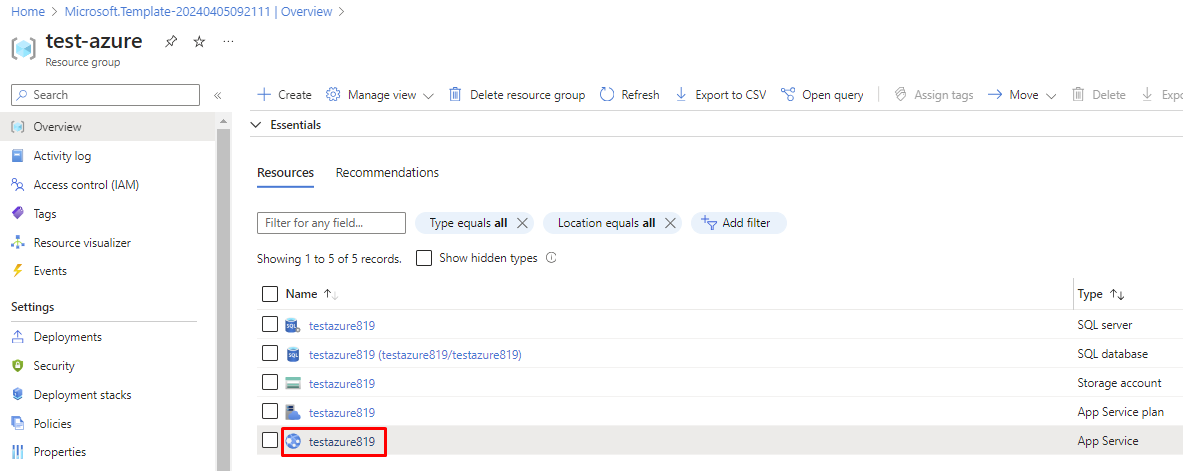 Home > Microsoft.Template-20240405092111 | Overview >
test-azure
Resource group
Search
Create Manage view Delete resource group Refresh Export to CSV Open query Assign tags Move Delete Expo
Essentials
Overview
Activity log
Access control (IAM)
Tags
Resource visualizer
Events
Settings
Deployments
Security
Deployment stacks
Policies
Properties
Resources Recommendations
Filter for any field... Type equals all Location equals all Add filter
Showing 1 to 5 of 5 records. Show hidden types
Name Type
testazure819 SQL server
testazure819 (testazure819/testazure819) SQL database
testazure819 Storage account
testazure819 App Service plan
testazure819 App Service